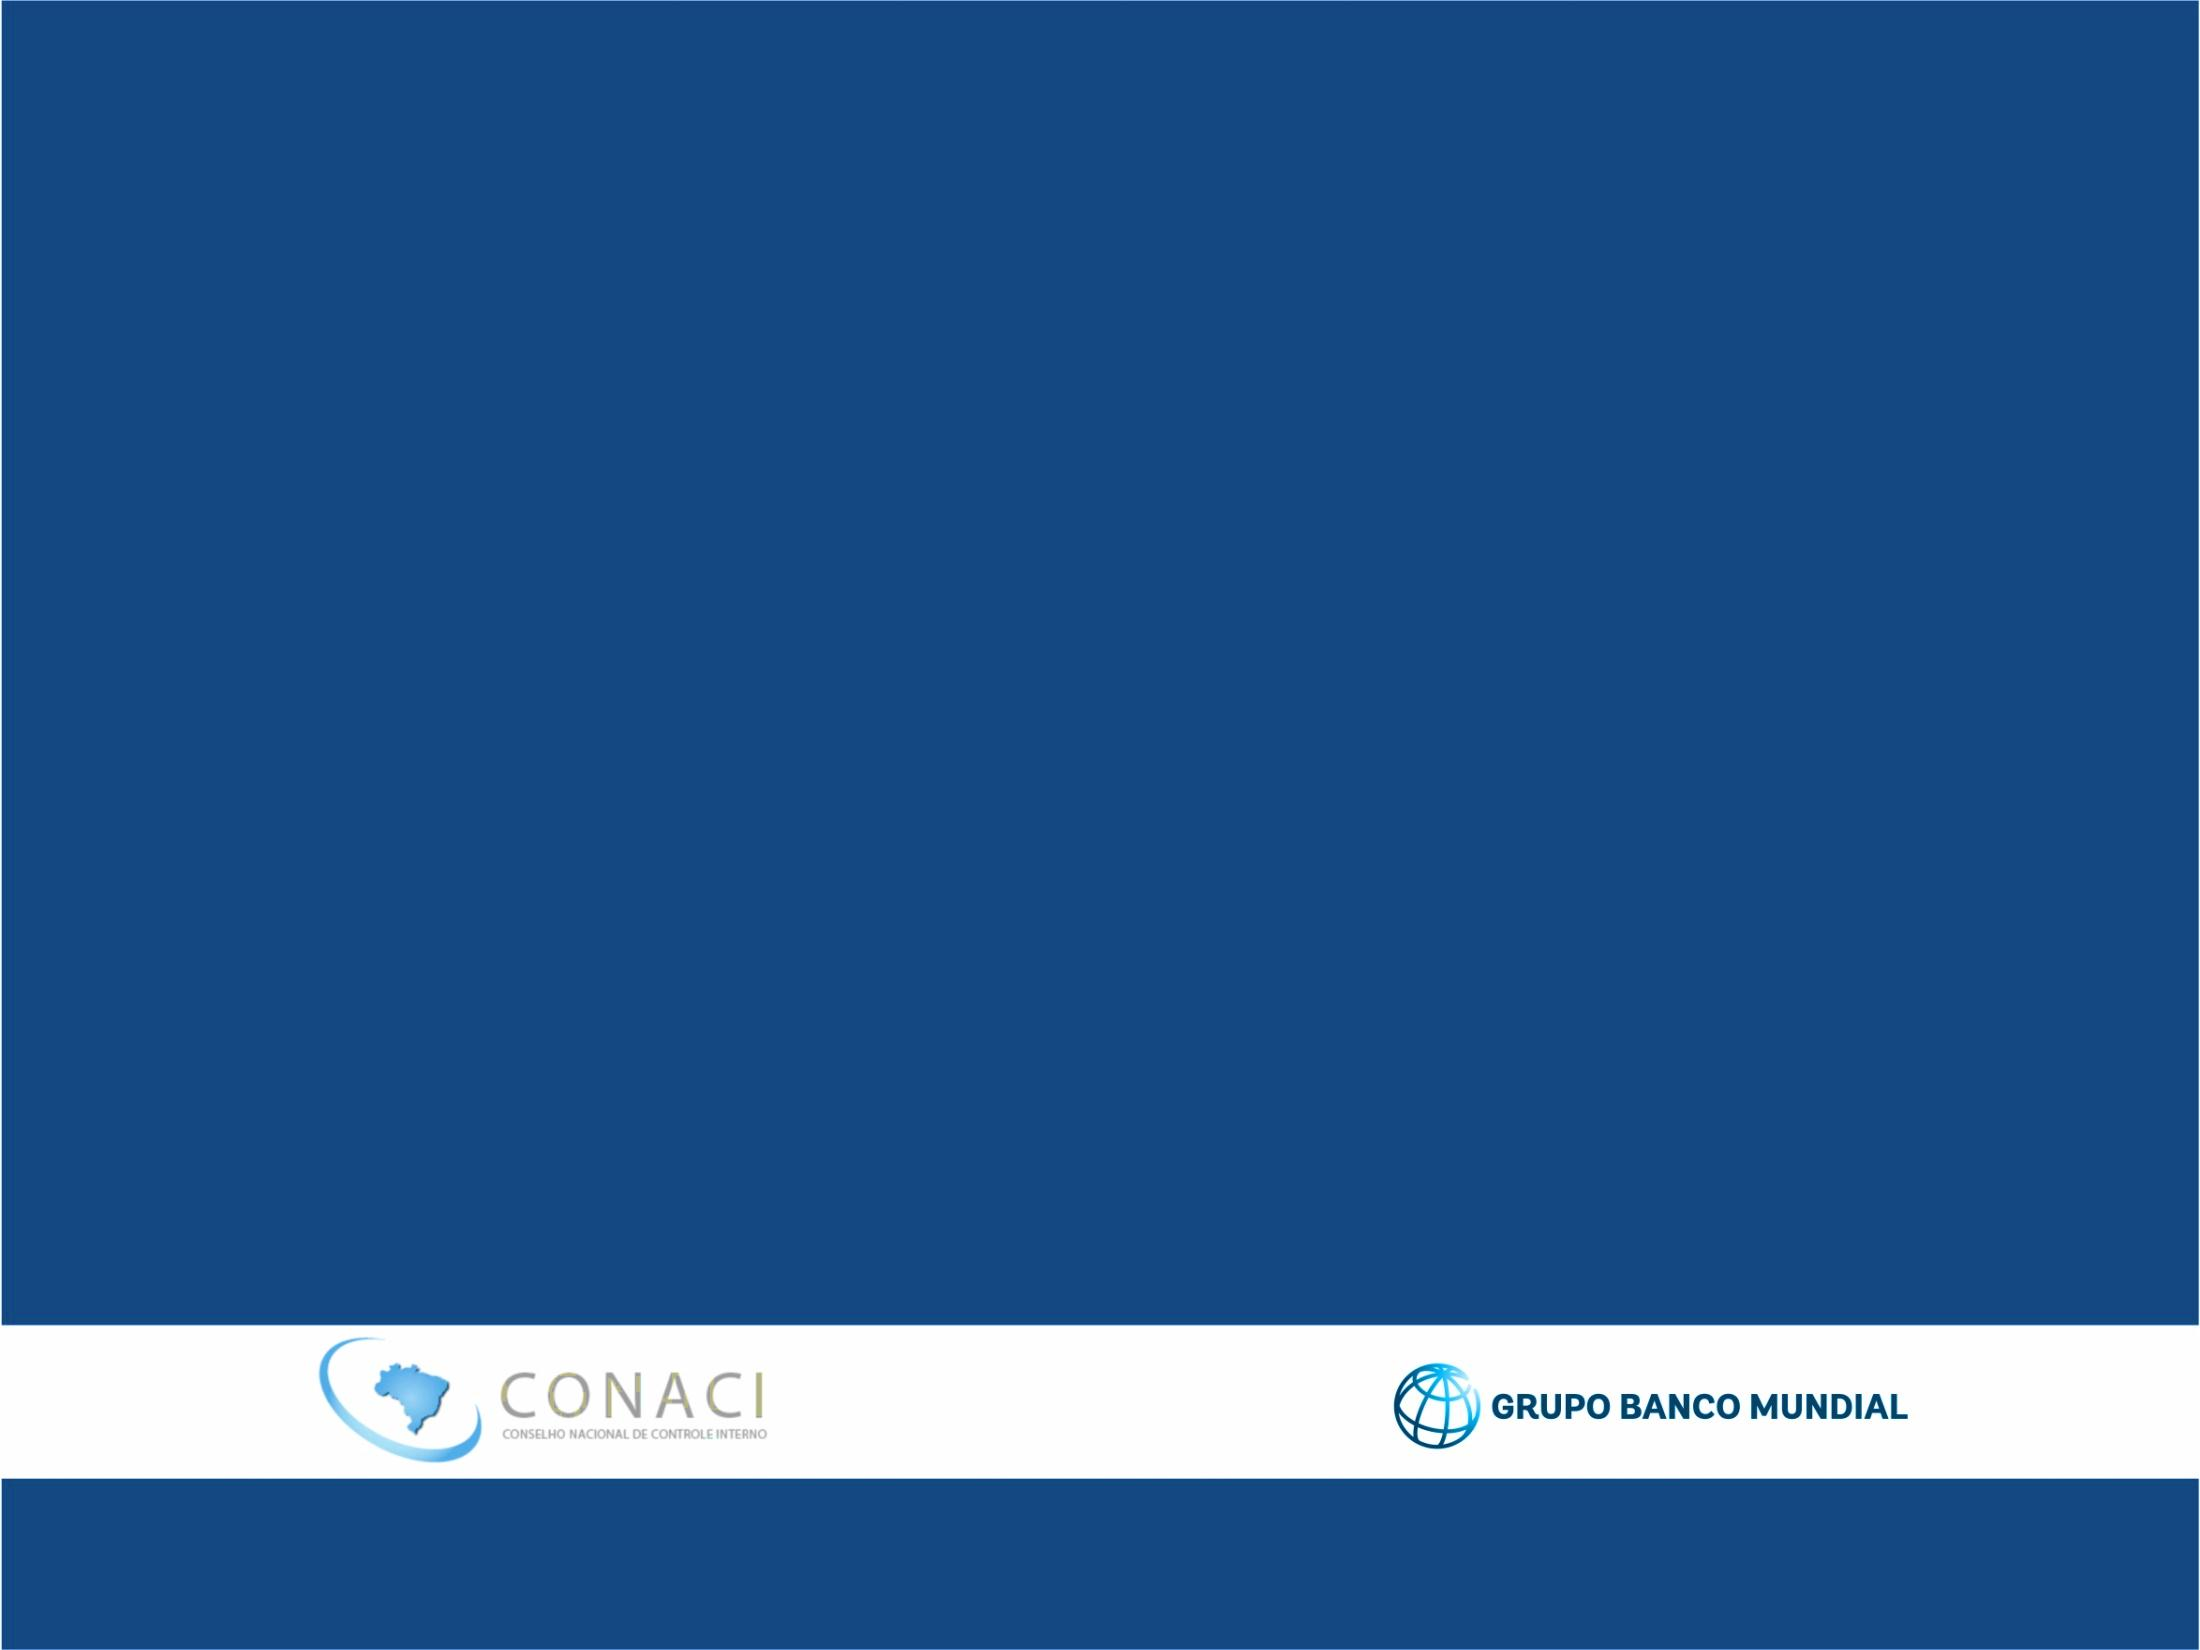 CONACI
CONSELHO NACIONAL DE CONTROLE INTERNO
GRUPO BANCO MUNDIAL